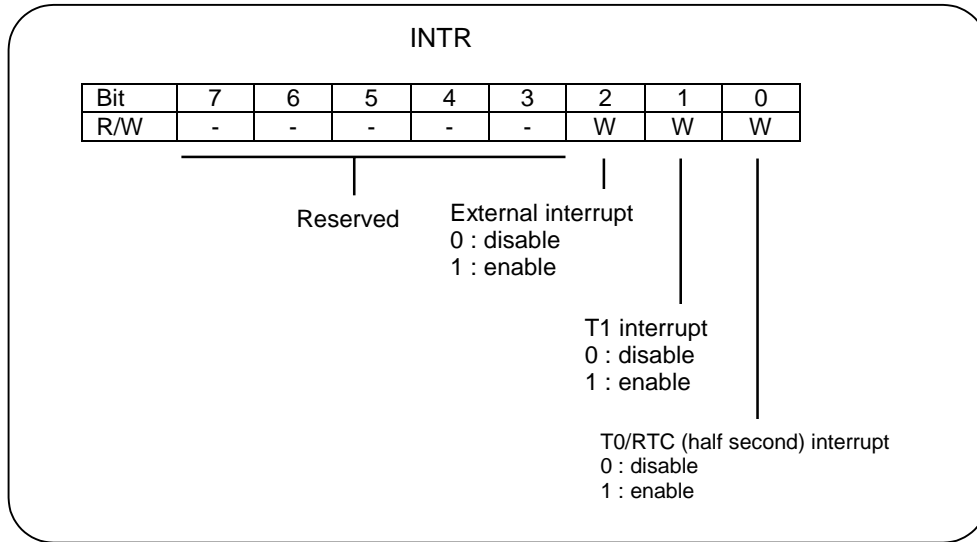 INTR
Bit 7 6 5 4 3 2 1 0
R/W - - - - - W W W
Reserved
External interrupt
0 : disable
1 : enable
T1 interrupt
0 : disable
1 : enable
T0/RTC (half second) interrupt
0 : disable
1 : enable